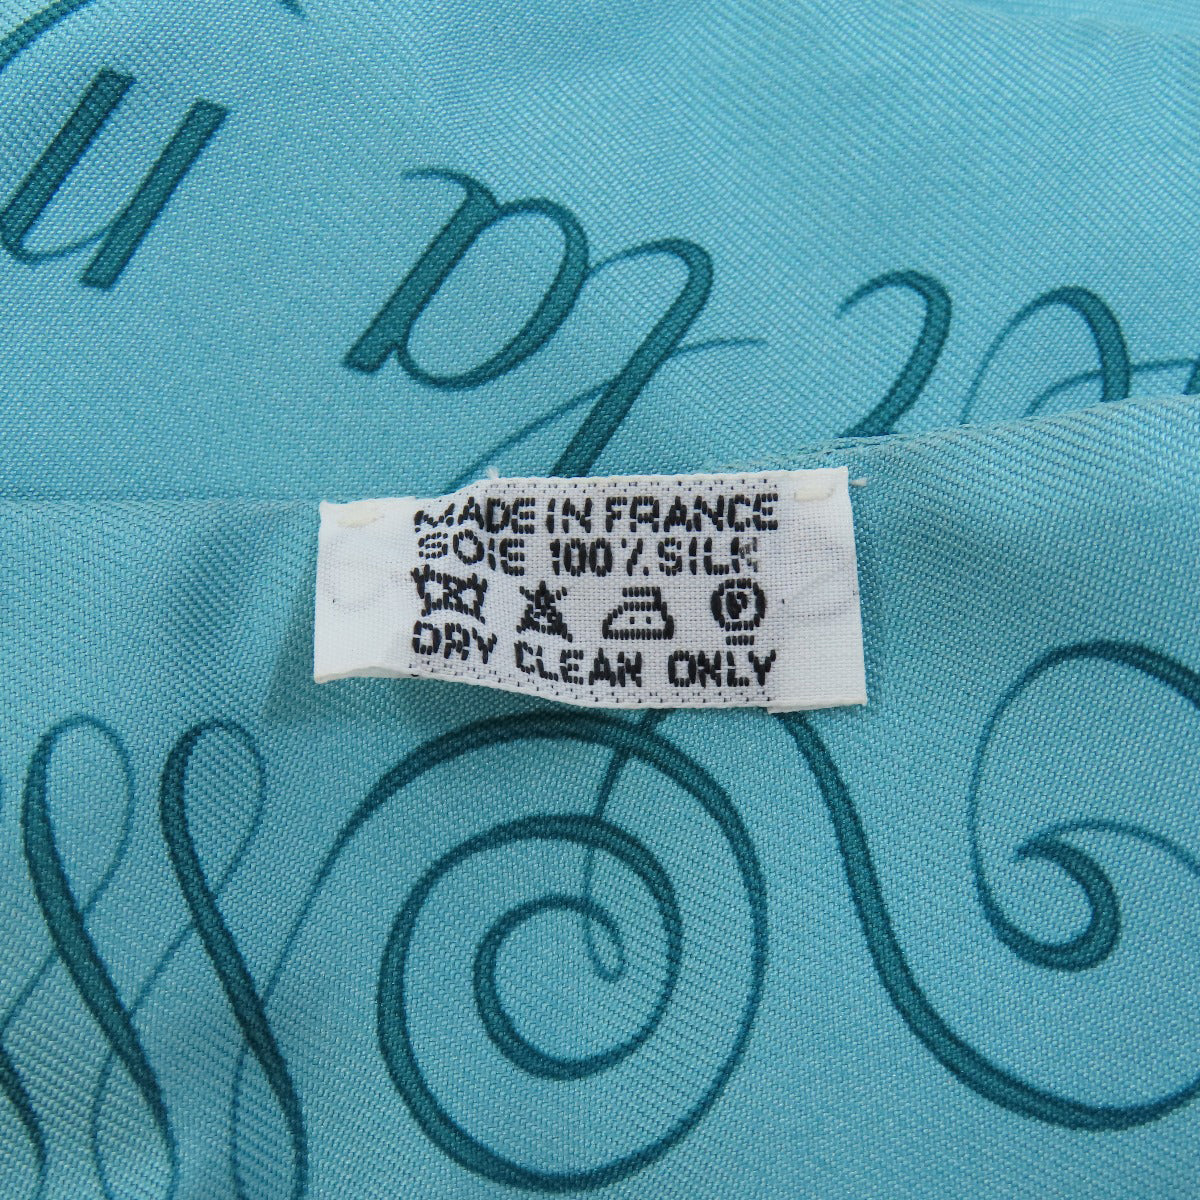 MADE IN FRANCE
SOIE 100% SILK
P
DRY CLEAN ONLY